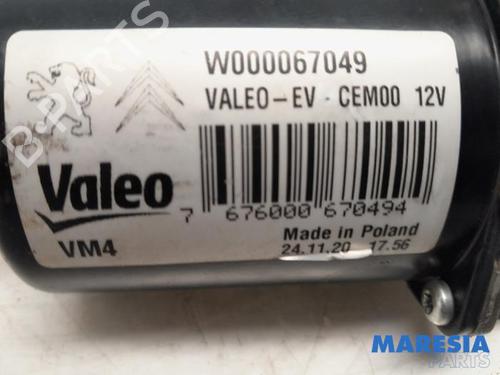 W000067049
VALEO-EV - CEM00 12V
Valeo
7 676000 670494
VM4
Made in Poland
24.11.20 17.56
B-PARTS
MARESIA
PARTS